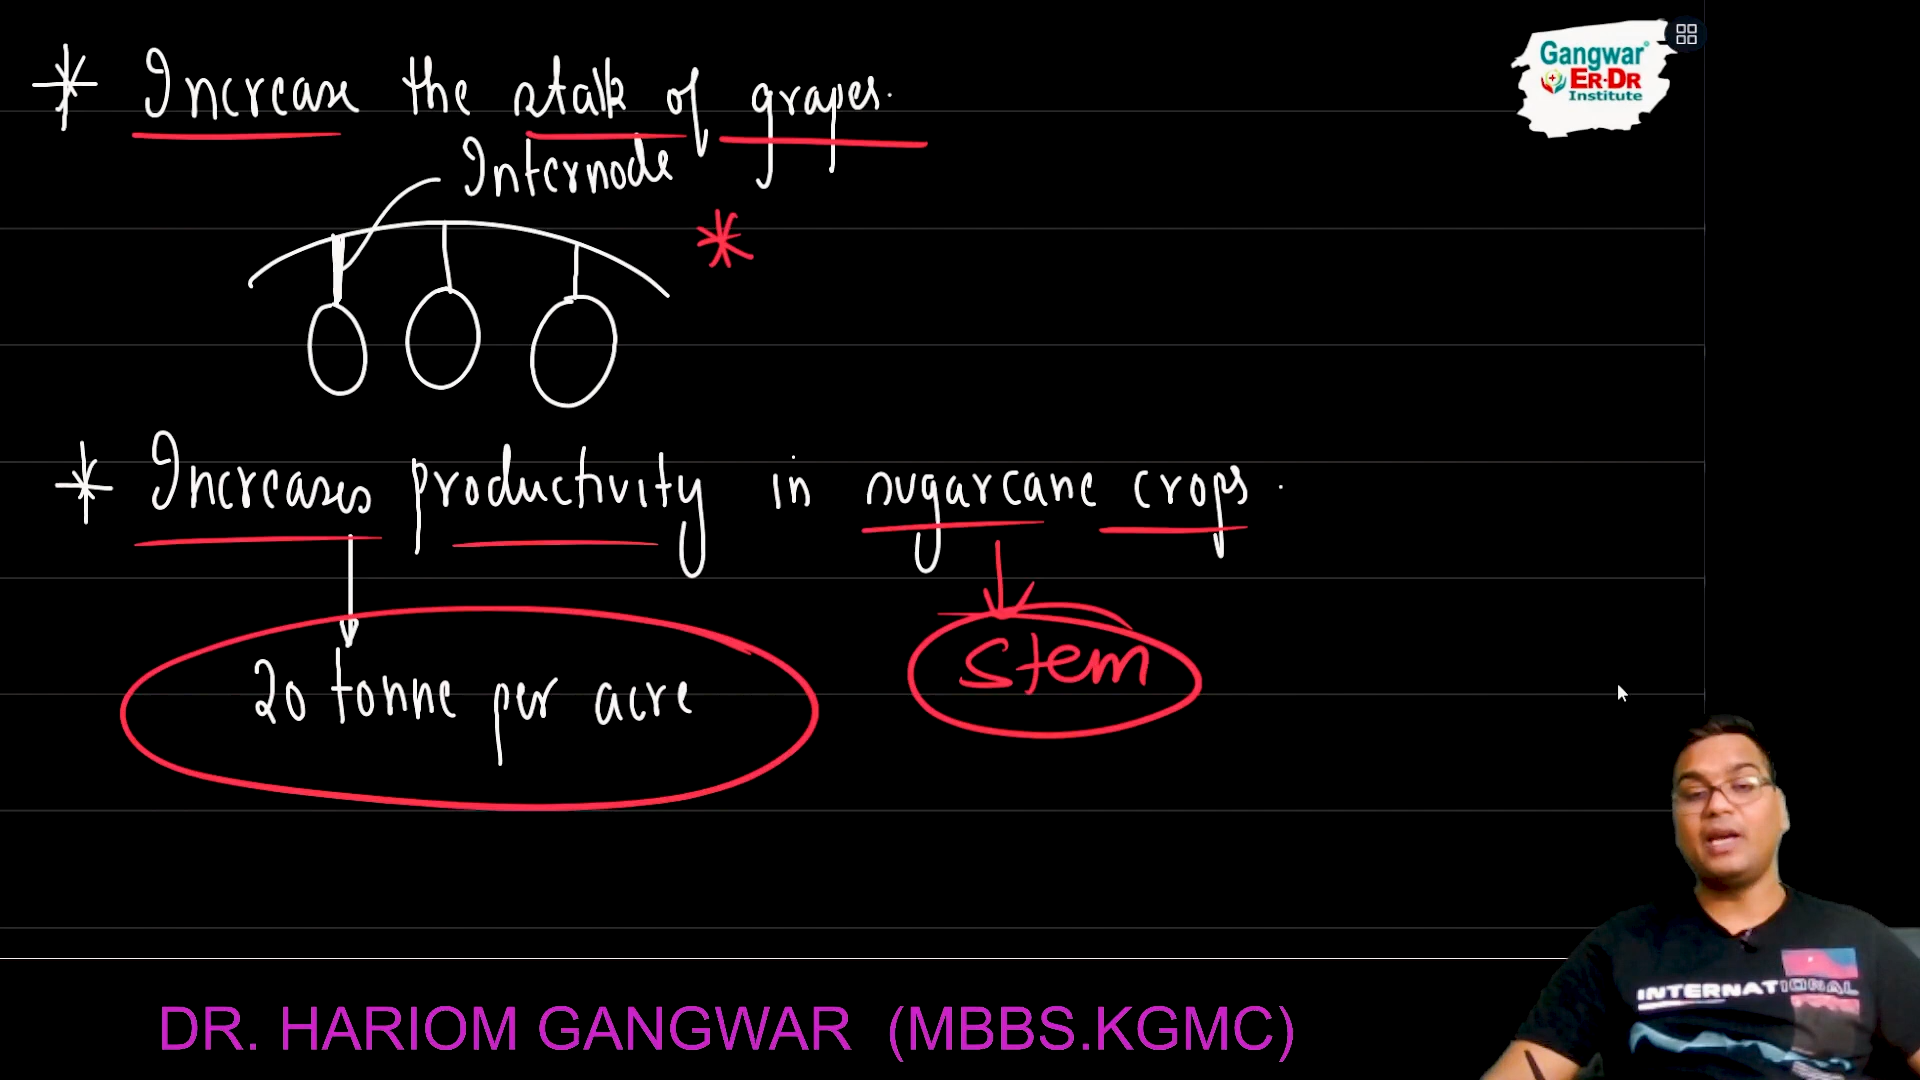 * Increase the stalk of grapes.
Internode
*
* Increases productivity in sugarcane crops.
20 tonne per acre
stem
Gangwar
ER-DR
Institute
INTERNATIONAL
DR. HARIOM GANGWAR (MBBS.KGMC)